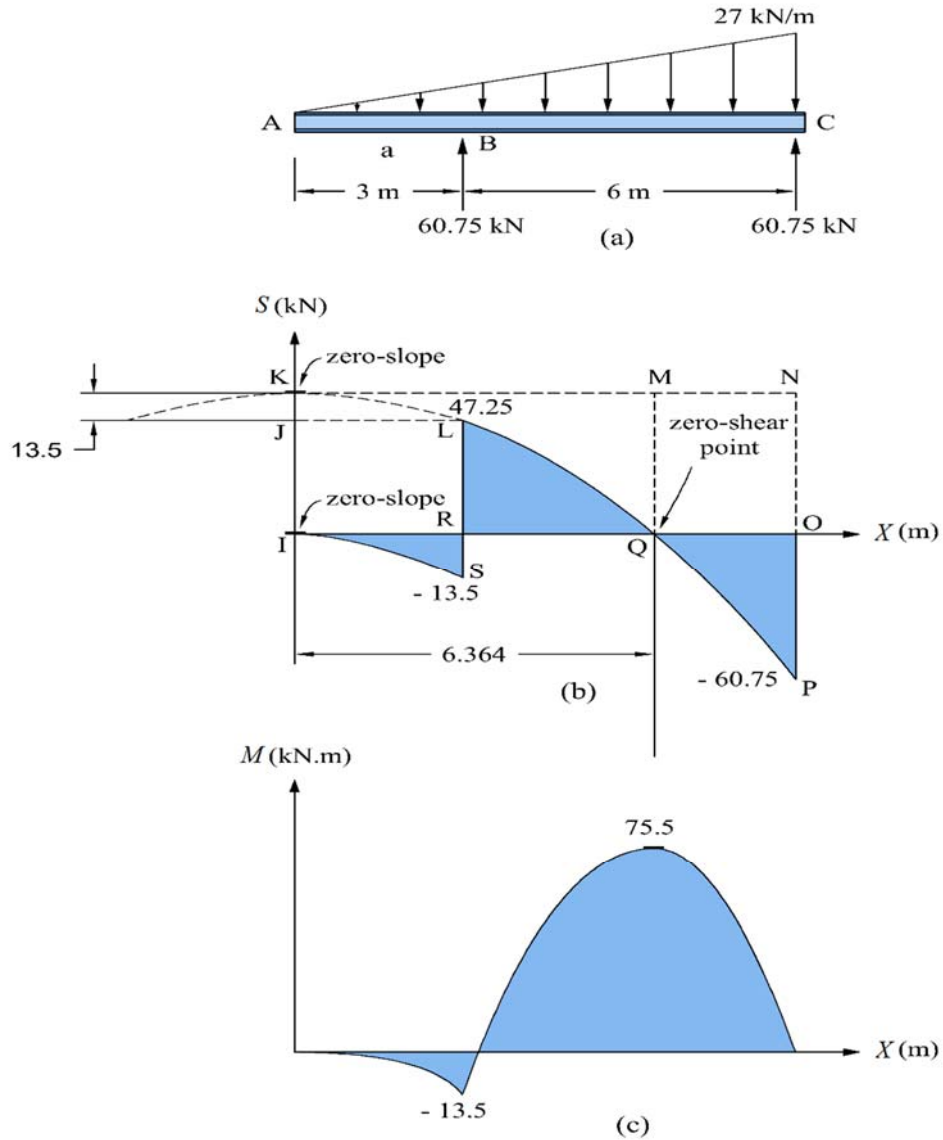 27 kN/m
A
C
B
a
3 m
6 m
60.75 kN
60.75 kN
(a)
S (kN)
zero-slope
K
M
N
47.25
zero-shear
point
13.5
J
L
zero-slope
R
O
I
Q
X (m)
S
- 13.5
6.364
- 60.75
P
(b)
M (kN.m)
75.5
X (m)
- 13.5
(c)